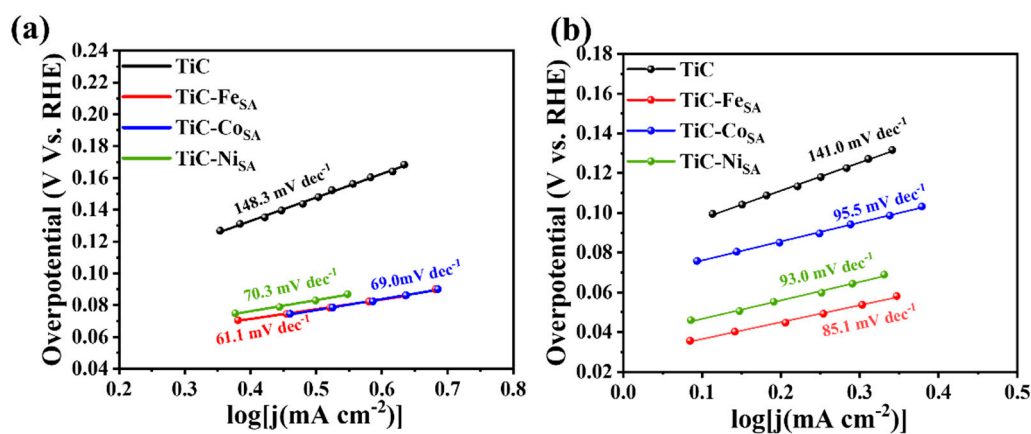 (a)
Overpotential (V Vs. RHE)
0.24
0.22
0.20
0.18
0.16
0.14
0.12
0.10
0.08
0.06
0.04
TiC
TiC-Fe_SA
TiC-Co_SA
TiC-Ni_SA
148.3 mV dec⁻¹
70.3 mV dec⁻¹
69.0mV dec⁻¹
61.1 mV dec⁻¹
0.2 0.3 0.4 0.5 0.6 0.7 0.8
log[j(mA cm⁻²)]
(b)
Overpotential (V vs. RHE)
0.18
0.16
0.14
0.12
0.10
0.08
0.06
0.04
0.02
TiC
TiC-Fe_SA
TiC-Co_SA
TiC-Ni_SA
141.0 mV dec⁻¹
95.5 mV dec⁻¹
93.0 mV dec⁻¹
85.1 mV dec⁻¹
0.0 0.1 0.2 0.3 0.4 0.5
log[j(mA cm⁻²)]